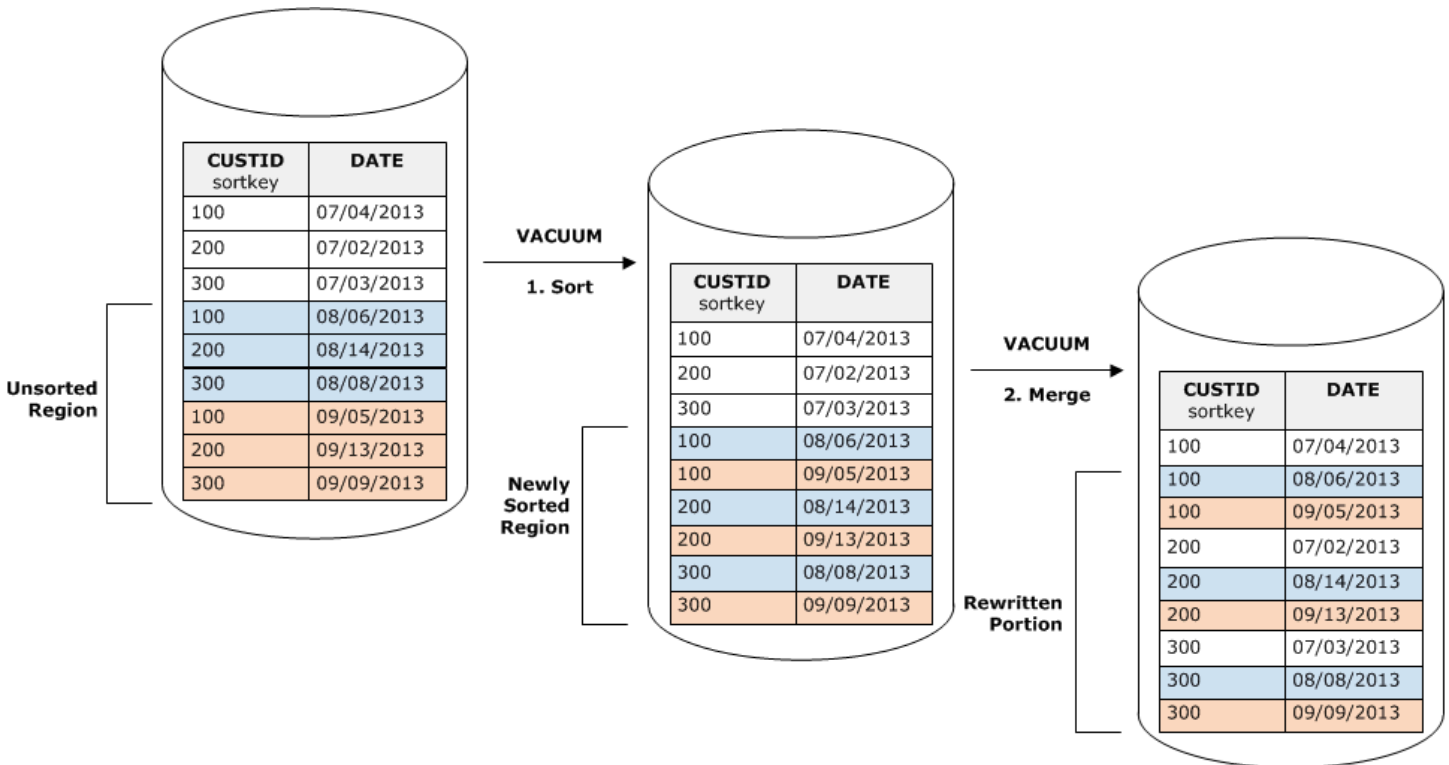 CUSTID DATE
sortkey
100 07/04/2013
200 07/02/2013
300 07/03/2013
100 08/06/2013
200 08/14/2013
300 08/08/2013
100 09/05/2013
200 09/13/2013
300 09/09/2013
Unsorted
Region
VACUUM
1. Sort
CUSTID DATE
sortkey
100 07/04/2013
200 07/02/2013
300 07/03/2013
100 08/06/2013
100 09/05/2013
200 08/14/2013
200 09/13/2013
300 08/08/2013
300 09/09/2013
Newly
Sorted
Region
VACUUM
2. Merge
CUSTID DATE
sortkey
100 07/04/2013
100 08/06/2013
100 09/05/2013
200 07/02/2013
200 08/14/2013
200 09/13/2013
300 07/03/2013
300 08/08/2013
300 09/09/2013
Rewritten
Portion